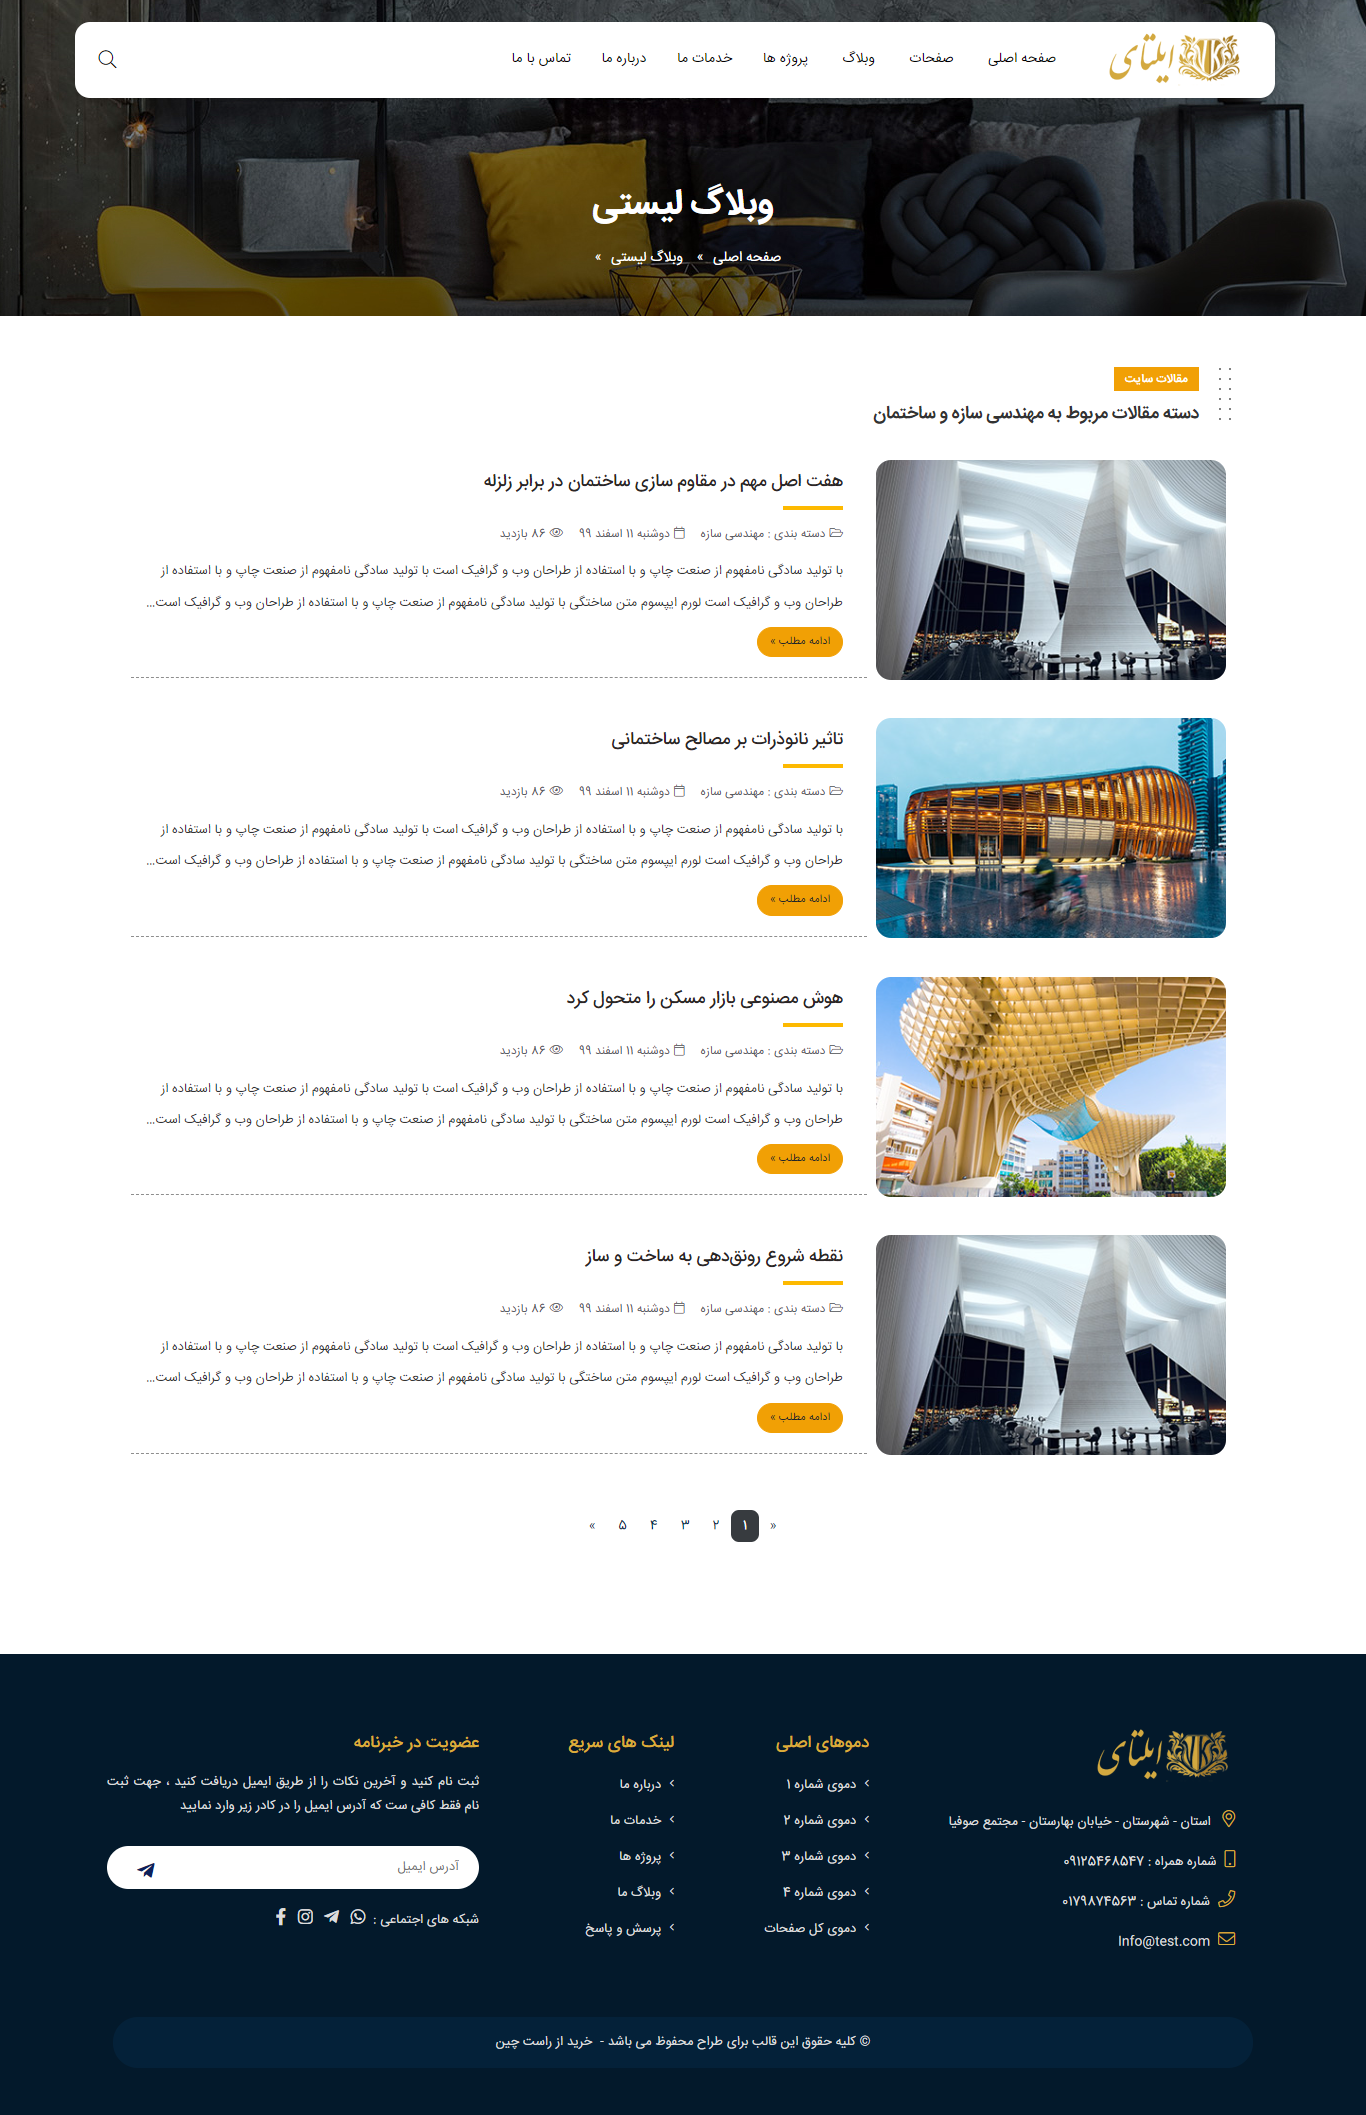 ایلتای
صفحه اصلی
صفحات
وبلاگ
پروژه ها
خدمات ما
درباره ما
تماس با ما
وبلاگ لیستی
صفحه اصلی » وبلاگ لیستی »
مقالات سایت
دسته مقالات مربوط به مهندسی سازه و ساختمان
هفت اصل مهم در مقاوم سازی ساختمان در برابر زلزله
دسته بندی : مهندسی سازه دوشنبه ۱۱ اسفند ۹۹ ۸۶ بازدید
با تولید سادگی نامفهوم از صنعت چاپ و با استفاده از طراحان وب و گرافیک است با تولید سادگی نامفهوم از صنعت چاپ و با استفاده از
طراحان وب و گرافیک است لورم ایپسوم متن ساختگی با تولید سادگی نامفهوم از صنعت چاپ و با استفاده از طراحان وب و گرافیک است...
ادامه مطلب »
تاثیر نانوذرات بر مصالح ساختمانی
دسته بندی : مهندسی سازه دوشنبه ۱۱ اسفند ۹۹ ۸۶ بازدید
با تولید سادگی نامفهوم از صنعت چاپ و با استفاده از طراحان وب و گرافیک است با تولید سادگی نامفهوم از صنعت چاپ و با استفاده از
طراحان وب و گرافیک است لورم ایپسوم متن ساختگی با تولید سادگی نامفهوم از صنعت چاپ و با استفاده از طراحان وب و گرافیک است...
ادامه مطلب »
هوش مصنوعی بازار مسکن را متحول کرد
دسته بندی : مهندسی سازه دوشنبه ۱۱ اسفند ۹۹ ۸۶ بازدید
با تولید سادگی نامفهوم از صنعت چاپ و با استفاده از طراحان وب و گرافیک است با تولید سادگی نامفهوم از صنعت چاپ و با استفاده از
طراحان وب و گرافیک است لورم ایپسوم متن ساختگی با تولید سادگی نامفهوم از صنعت چاپ و با استفاده از طراحان وب و گرافیک است...
ادامه مطلب »
نقطه شروع رونق‌دهی به ساخت و ساز
دسته بندی : مهندسی سازه دوشنبه ۱۱ اسفند ۹۹ ۸۶ بازدید
با تولید سادگی نامفهوم از صنعت چاپ و با استفاده از طراحان وب و گرافیک است با تولید سادگی نامفهوم از صنعت چاپ و با استفاده از
طراحان وب و گرافیک است لورم ایپسوم متن ساختگی با تولید سادگی نامفهوم از صنعت چاپ و با استفاده از طراحان وب و گرافیک است...
ادامه مطلب »
« ۱ ۲ ۳ ۴ ۵ »
ایلتای
استان - شهرستان - خیابان بهارستان - مجتمع صوفیا
شماره همراه : ۰۹۱۲۵۴۶۸۵۴۷
شماره تماس : ۰۱۷۹۸۷۴۵۶۳
Info@test.com
دموهای اصلی
دموی شماره ۱
دموی شماره ۲
دموی شماره ۳
دموی شماره ۴
دموی کل صفحات
لینک های سریع
درباره ما
خدمات ما
پروژه ها
وبلاگ ما
پرسش و پاسخ
عضویت در خبرنامه
ثبت نام کنید و آخرین نکات را از طریق ایمیل دریافت کنید ، جهت ثبت
نام فقط کافی ست که آدرس ایمیل را در کادر زیر وارد نمایید
آدرس ایمیل
شبکه های اجتماعی :
© کلیه حقوق این قالب برای طراح محفوظ می باشد - خرید از راست چین